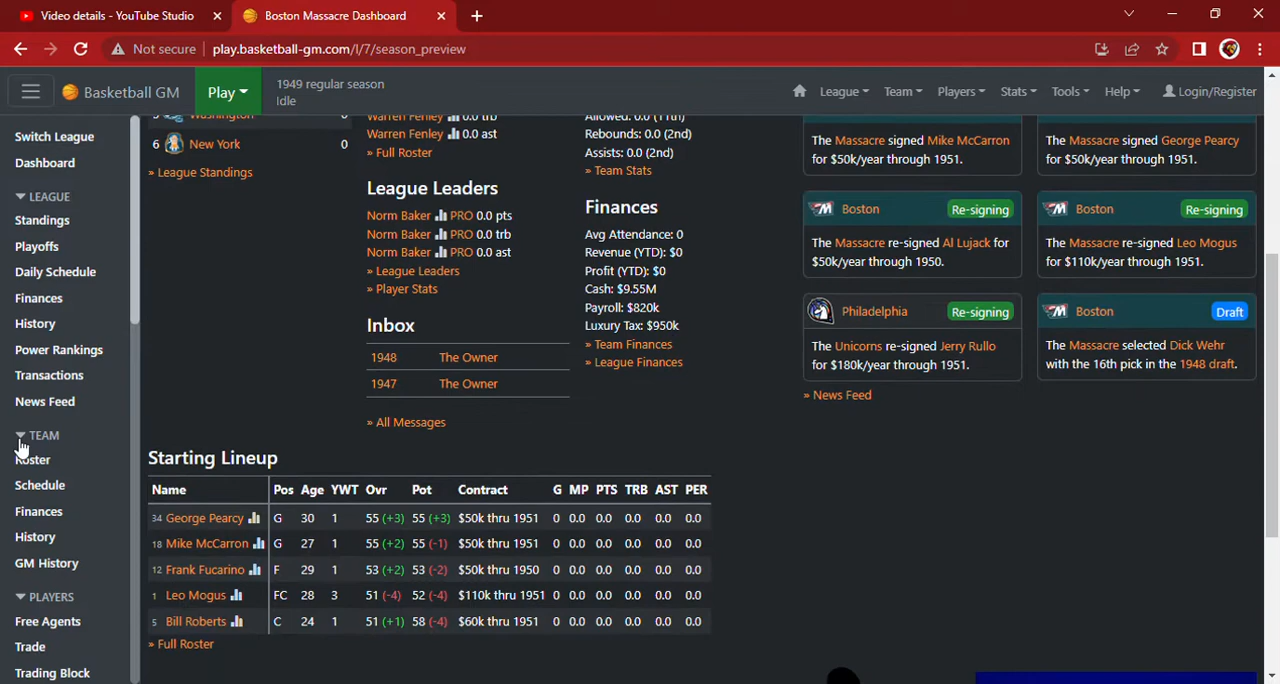 Video details - YouTube Studio
Boston Massacre Dashboard
Not secure
play.basketball-gm.com/l/7/season_preview
Basketball GM
Play
1949 regular season
Idle
League
Team
Players
Stats
Tools
Help
Login/Register
Switch League
Dashboard
LEAGUE
Standings
Playoffs
Daily Schedule
Finances
History
Power Rankings
Transactions
News Feed
TEAM
Roster
Schedule
Finances
History
GM History
PLAYERS
Free Agents
Trade
Trading Block
Washington
6 New York 0
» League Standings
Warren Fenley 0.0 trb
Warren Fenley 0.0 ast
» Full Roster
League Leaders
Norm Baker PRO 0.0 pts
Norm Baker PRO 0.0 trb
Norm Baker PRO 0.0 ast
» League Leaders
» Player Stats
Inbox
1948 The Owner
1947 The Owner
» All Messages
Allowed: 0.0 (11th)
Rebounds: 0.0 (2nd)
Assists: 0.0 (2nd)
» Team Stats
Finances
Avg Attendance: 0
Revenue (YTD): $0
Profit (YTD): $0
Cash: $9.55M
Payroll: $820k
Luxury Tax: $950k
» Team Finances
» League Finances
The Massacre signed Mike McCarron
for $50k/year through 1951.
The Massacre signed George Pearcy
for $50k/year through 1951.
Boston Re-signing
The Massacre re-signed Al Lujack for
$50k/year through 1950.
Boston Re-signing
The Massacre re-signed Leo Mogus
for $110k/year through 1951.
Philadelphia Re-signing
The Unicorns re-signed Jerry Rullo
for $180k/year through 1951.
Boston Draft
The Massacre selected Dick Wehr
with the 16th pick in the 1948 draft.
» News Feed
Starting Lineup
Name Pos Age YWT Ovr Pot Contract G MP PTS TRB AST PER
34 George Pearcy G 30 1 55 (+3) 55 (+3) $50k thru 1951 0 0.0 0.0 0.0 0.0 0.0
18 Mike McCarron G 27 1 55 (+2) 55 (-1) $50k thru 1951 0 0.0 0.0 0.0 0.0 0.0
12 Frank Fucarino F 29 1 53 (+2) 53 (-2) $50k thru 1950 0 0.0 0.0 0.0 0.0 0.0
1 Leo Mogus FC 28 3 51 (-4) 52 (-4) $110k thru 1951 0 0.0 0.0 0.0 0.0 0.0
5 Bill Roberts C 24 1 51 (+1) 58 (-4) $60k thru 1951 0 0.0 0.0 0.0 0.0 0.0
» Full Roster